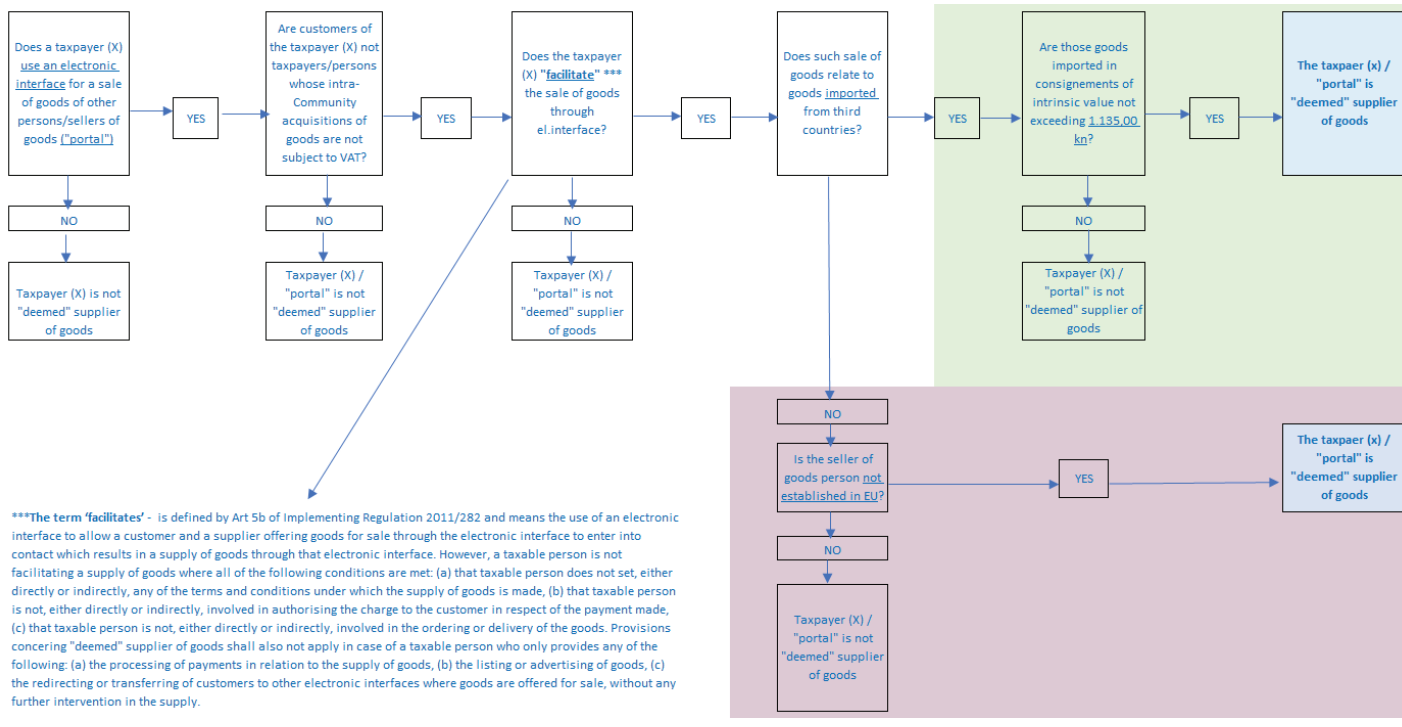 Does a taxpayer (X)
use an electronic
interface for a sale
of goods of other
persons/sellers of
goods ("portal")
YES
Are customers of
the taxpayer (X) not
taxpayers/persons
whose intra-
Community
acquisitions of
goods are not
subject to VAT?
YES
Does the taxpayer
(X) "facilitate" ***
the sale of goods
through
el.interface?
YES
Does such sale of
goods relate to
goods imported
from third
countries?
YES
Are those goods
imported in
consignements of
intrinsic value not
exceeding 1.135,00
kn?
YES
The taxpaer (x) /
"portal" is
"deemed" supplier
of goods
NO
NO
NO
NO
Taxpayer (X) is not
"deemed" supplier
of goods
Taxpayer (X) /
"portal" is not
"deemed" supplier
of goods
Taxpayer (X) /
"portal" is not
"deemed" supplier
of goods
Taxpayer (X) /
"portal" is not
"deemed" supplier of
goods
NO
Is the seller of
goods person not
established in EU?
YES
The taxpaer (x) /
"portal" is
"deemed" supplier
of goods
NO
Taxpayer (X) /
"portal" is not
"deemed" supplier
of goods
***The term ‘facilitates’ - is defined by Art 5b of Implementing Regulation 2011/282 and means the use of an electronic
interface to allow a customer and a supplier offering goods for sale through the electronic interface to enter into
contact which results in a supply of goods through that electronic interface. However, a taxable person is not
facilitating a supply of goods where all of the following conditions are met: (a) that taxable person does not set, either
directly or indirectly, any of the terms and conditions under which the supply of goods is made, (b) that taxable person
is not, either directly or indirectly, involved in authorising the charge to the customer in respect of the payment made,
(c) that taxable person is not, either directly or indirectly, involved in the ordering or delivery of the goods. Provisions
concering "deemed" supplier of goods shall also not apply in case of a taxable person who only provides any of the
following: (a) the processing of payments in relation to the supply of goods, (b) the listing or advertising of goods, (c)
the redirecting or transferring of customers to other electronic interfaces where goods are offered for sale, without any
further intervention in the supply.